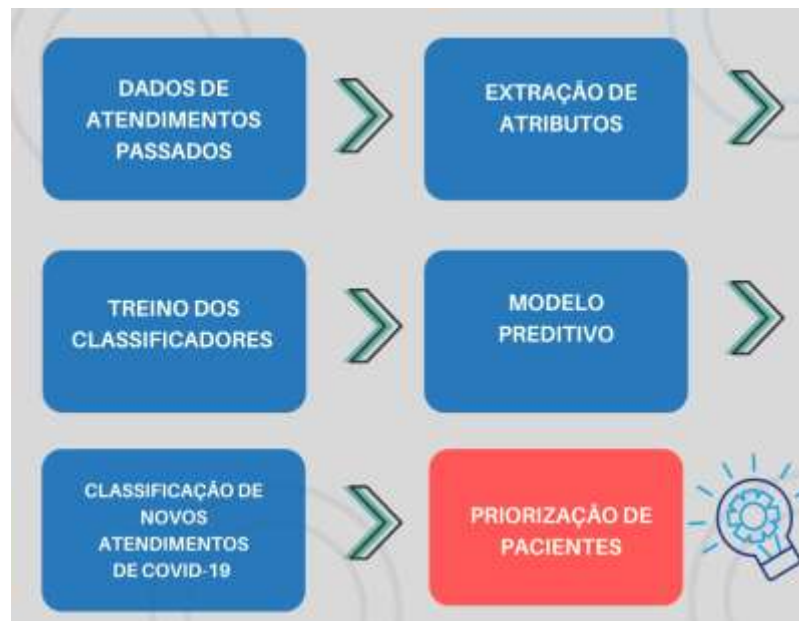 DADOS DE
ATENDIMENTOS
PASSADOS
EXTRAÇÃO DE
ATRIBUTOS
TREINO DOS
CLASSIFICADORES
MODELO
PREDITIVO
CLASSIFICAÇÃO DE
NOVOS
ATENDIMENTOS
DE COVID-19
PRIORIZAÇÃO DE
PACIENTES